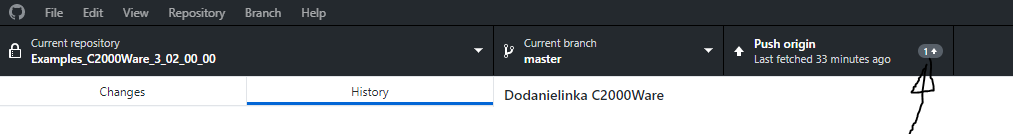 File Edit View Repository Branch Help
Current repository
Examples_C2000Ware_3_02_00_00
Current branch
master
Push origin
Last fetched 33 minutes ago
1
Changes
History
Dodanielinka C2000Ware